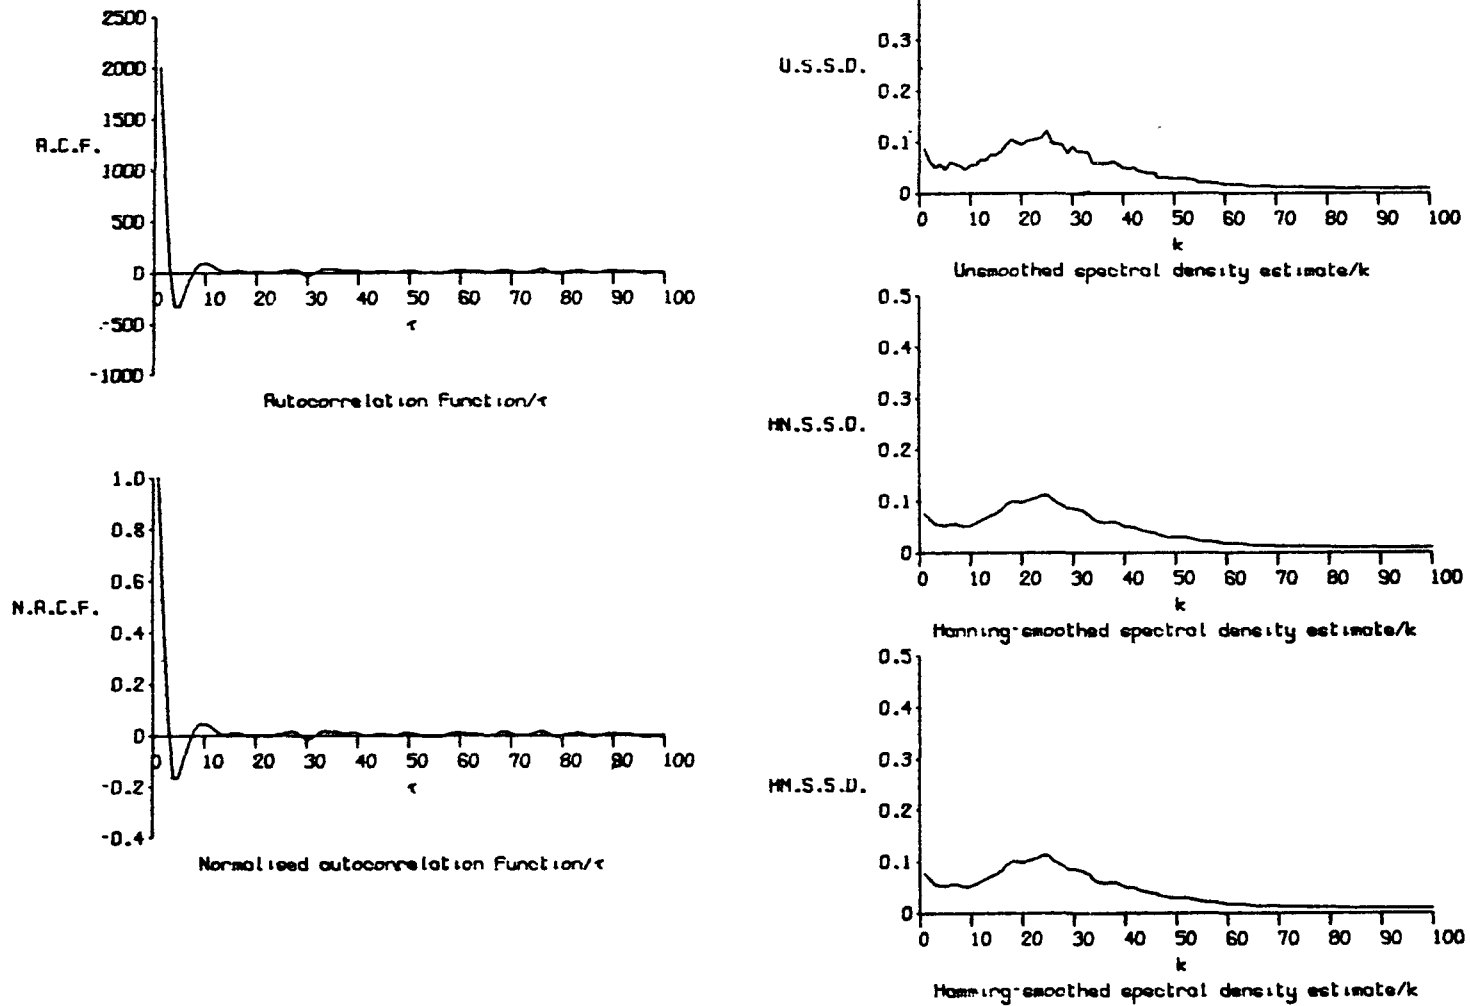 2500
2000
1500
A.C.F.
1000
500
0
0 10 20 30 40 50 60 70 80 90 100
-500
τ
-1000
Autocorrelation Function/τ
1.0
0.8
0.6
N.A.C.F.
0.4
0.2
0
0 10 20 30 40 50 60 70 80 90 100
-0.2
τ
-0.4
Normalised autocorrelation Function/τ
0.3
U.S.S.D.
0.2
0.1
0
0 10 20 30 40 50 60 70 80 90 100
k
Unsmoothed spectral density estimate/k
0.5
0.4
0.3
HN.S.S.D.
0.2
0.1
0
0 10 20 30 40 50 60 70 80 90 100
k
Hanning-smoothed spectral density estimate/k
0.5
0.4
0.3
HM.S.S.D.
0.2
0.1
0
0 10 20 30 40 50 60 70 80 90 100
k
Hamming-smoothed spectral density estimate/k